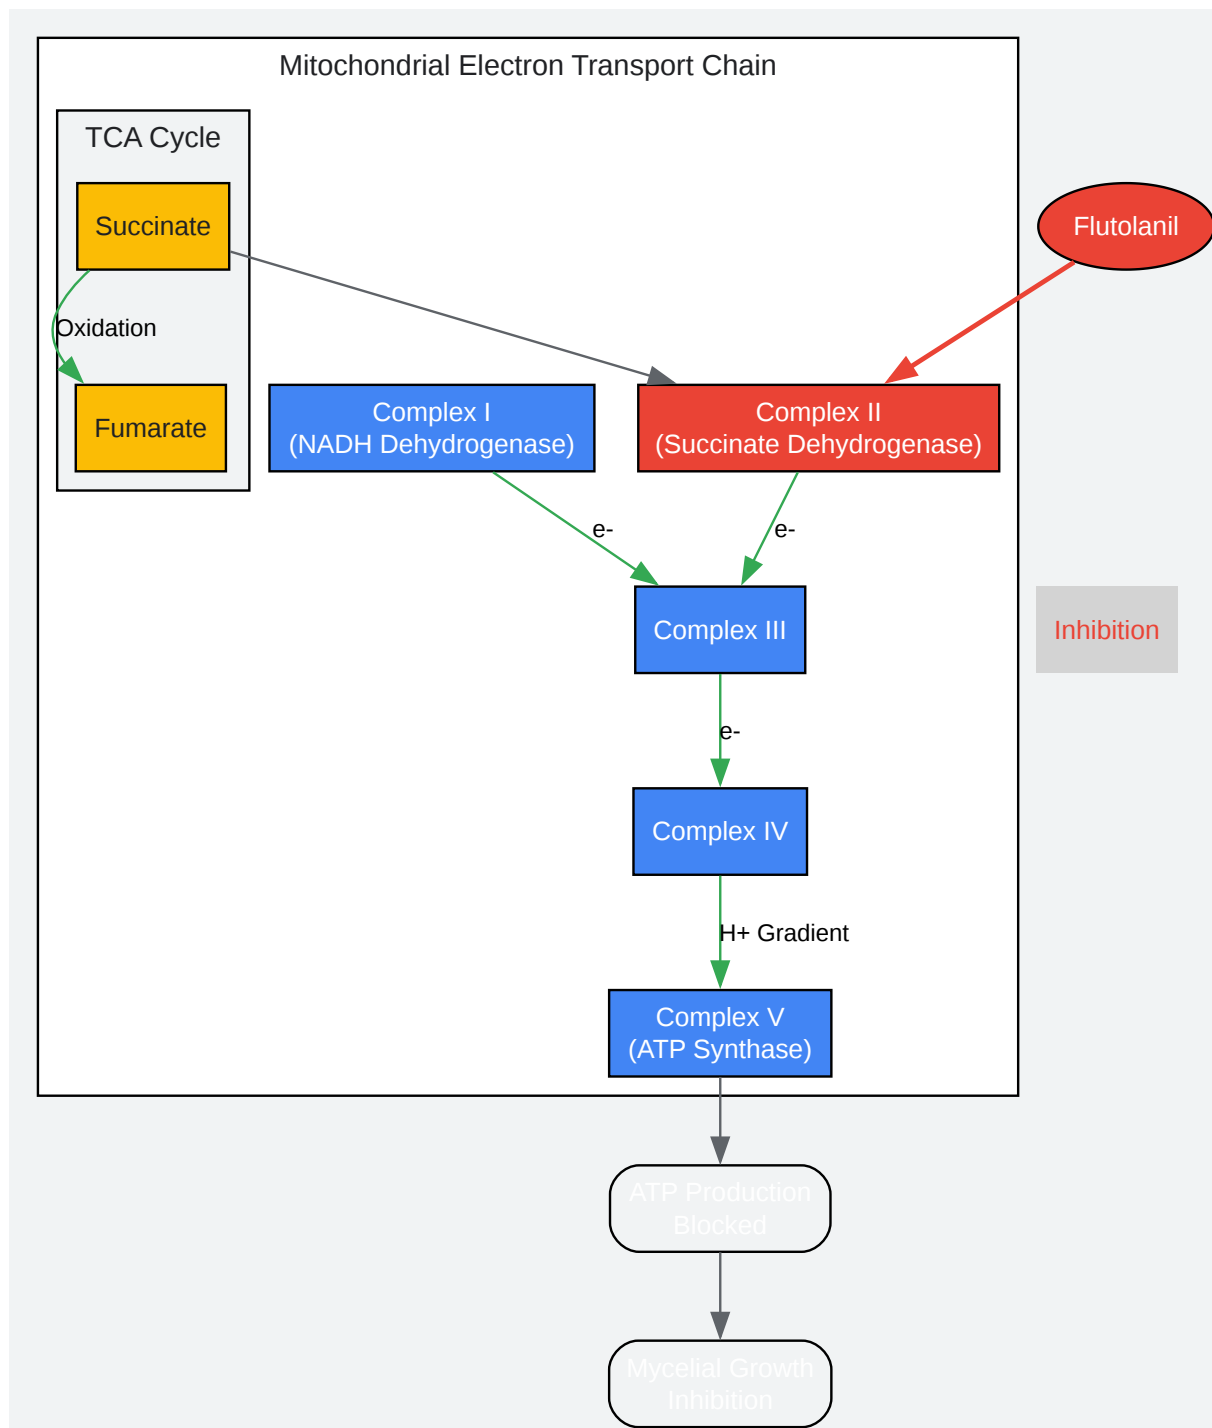 Mitochondrial Electron Transport Chain
TCA Cycle
Succinate
Flutolanil
Oxidation
Fumarate
Complex I
(NADH Dehydrogenase)
Complex II
(Succinate Dehydrogenase)
e-
e-
Complex III
Inhibition
e-
Complex IV
H+ Gradient
Complex V
(ATP Synthase)
ATP Production
Blocked
Mycelial Growth
Inhibition